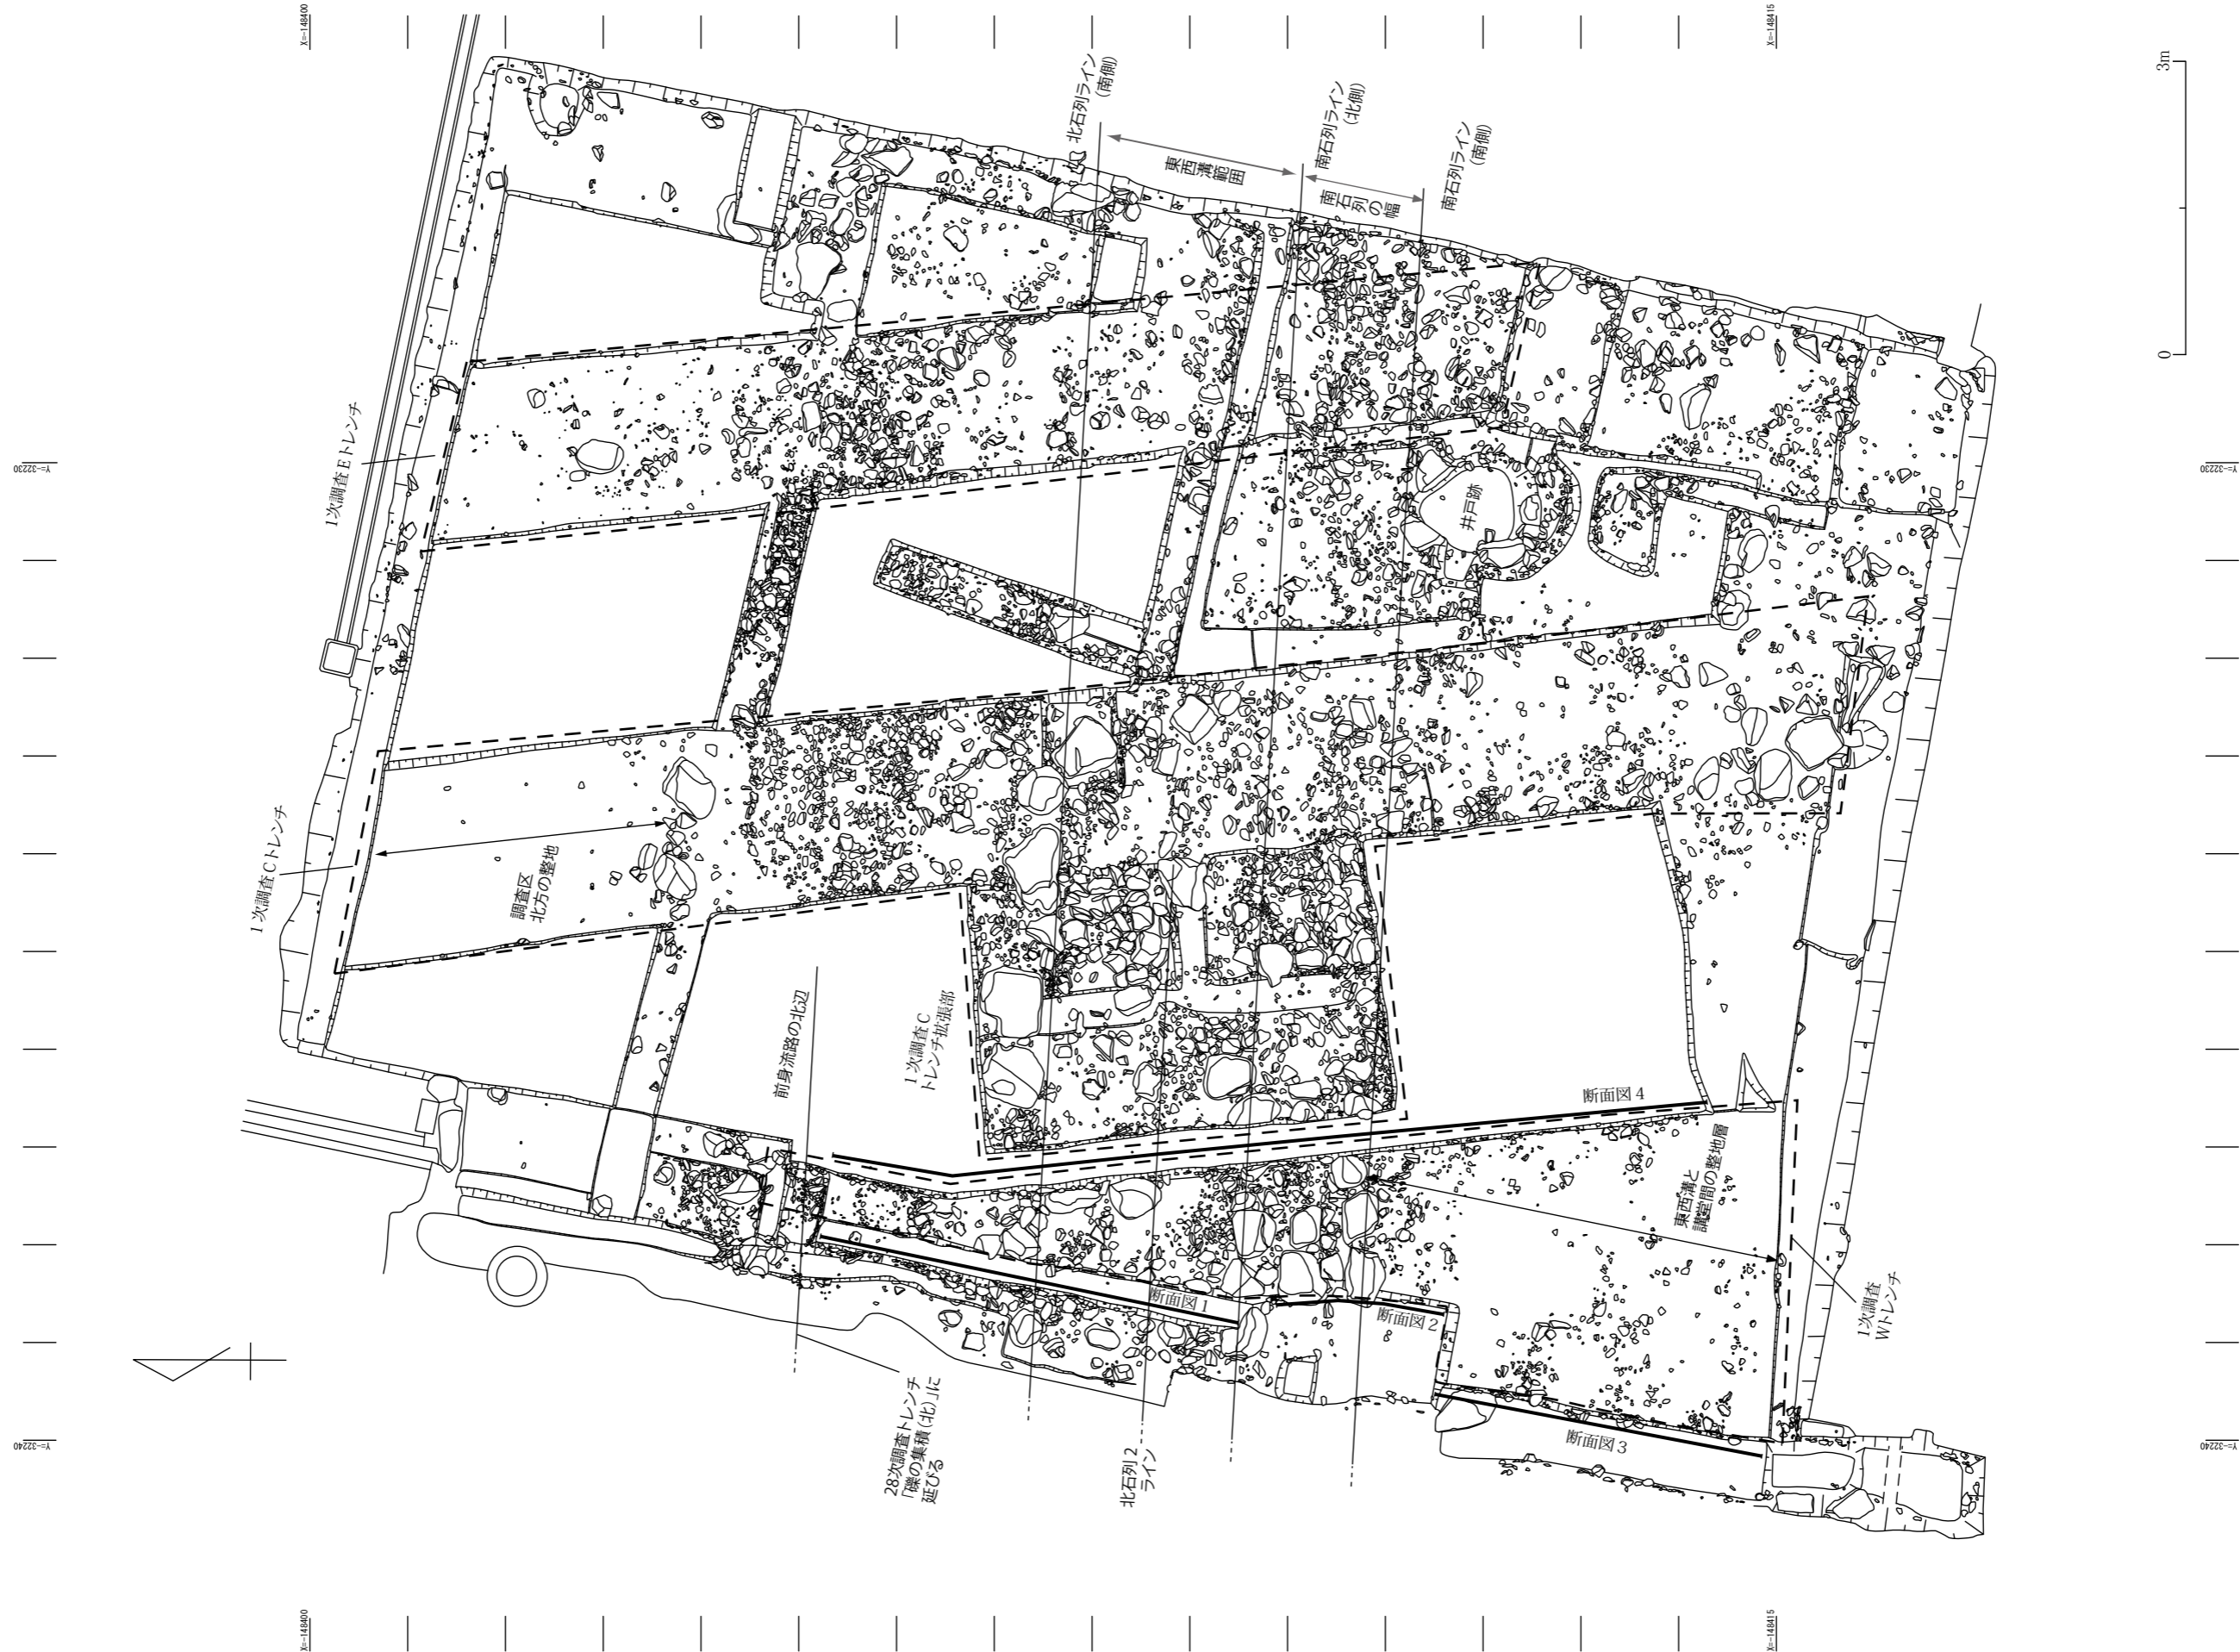 X=-148400
X=-148415
3m
0
北石列ライン
(南側)
東西溝範囲
南石列ライン
(北側)
南石列の幅
南石列ライン
(南側)
1次調査Eトレンチ
Y=-32230
Y=-32230
井戸跡
1次調査Cトレンチ
調査区
北方の整地
前身流路の北辺
1次調査C
トレンチ拡張部
断面図4
東西溝と
講堂間の整地層
断面図1
断面図2
1次調査
Wトレンチ
28次調査トレンチ
「礫の集積(北)」に
延びる
北石列2
ライン
断面図3
Y=-32240
Y=-32240
X=-148400
X=-148415